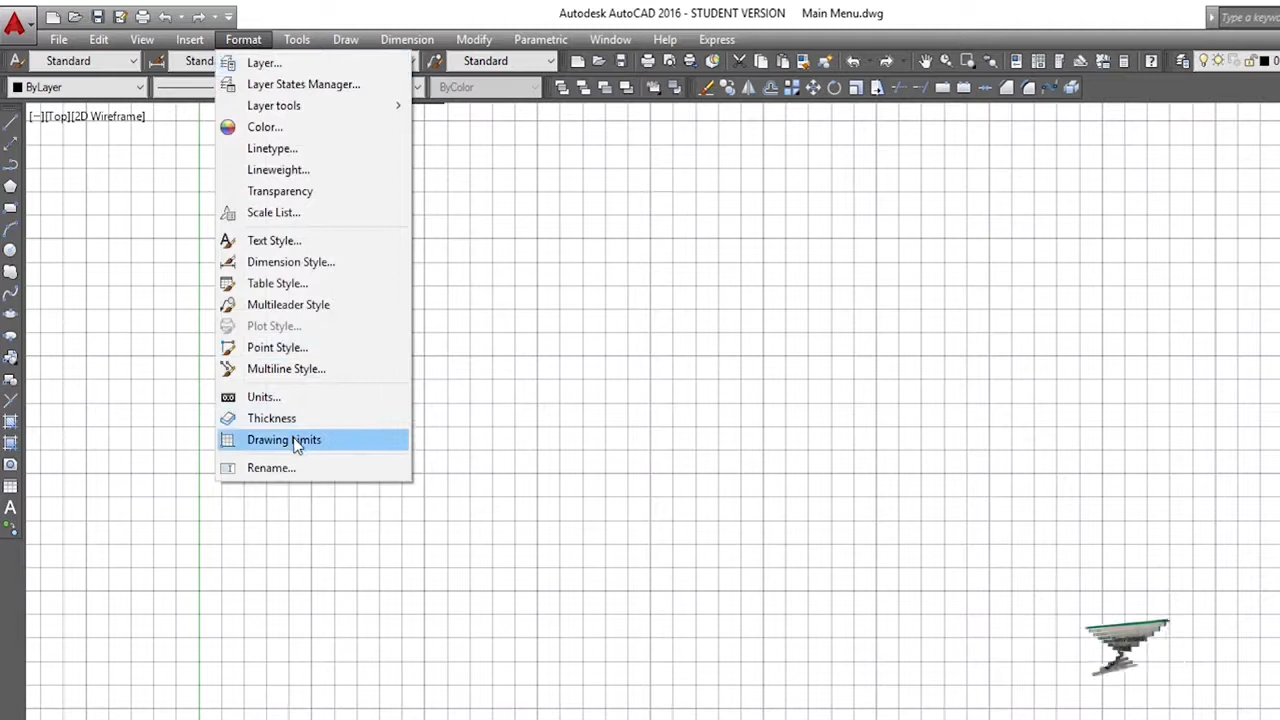 Autodesk AutoCAD 2016 - STUDENT VERSION Main Menu.dwg
Type a keyw
File Edit View Insert Format Tools Draw Dimension Modify Parametric Window Help Express
Standard Stand Standard 0
ByLayer ByColor
[−][Top][2D Wireframe]
Layer...
Layer States Manager...
Layer tools
Color...
Linetype...
Lineweight...
Transparency
Scale List...
Text Style...
Dimension Style...
Table Style...
Multileader Style
Plot Style...
Point Style...
Multiline Style...
Units...
Thickness
Drawing Limits
Rename...